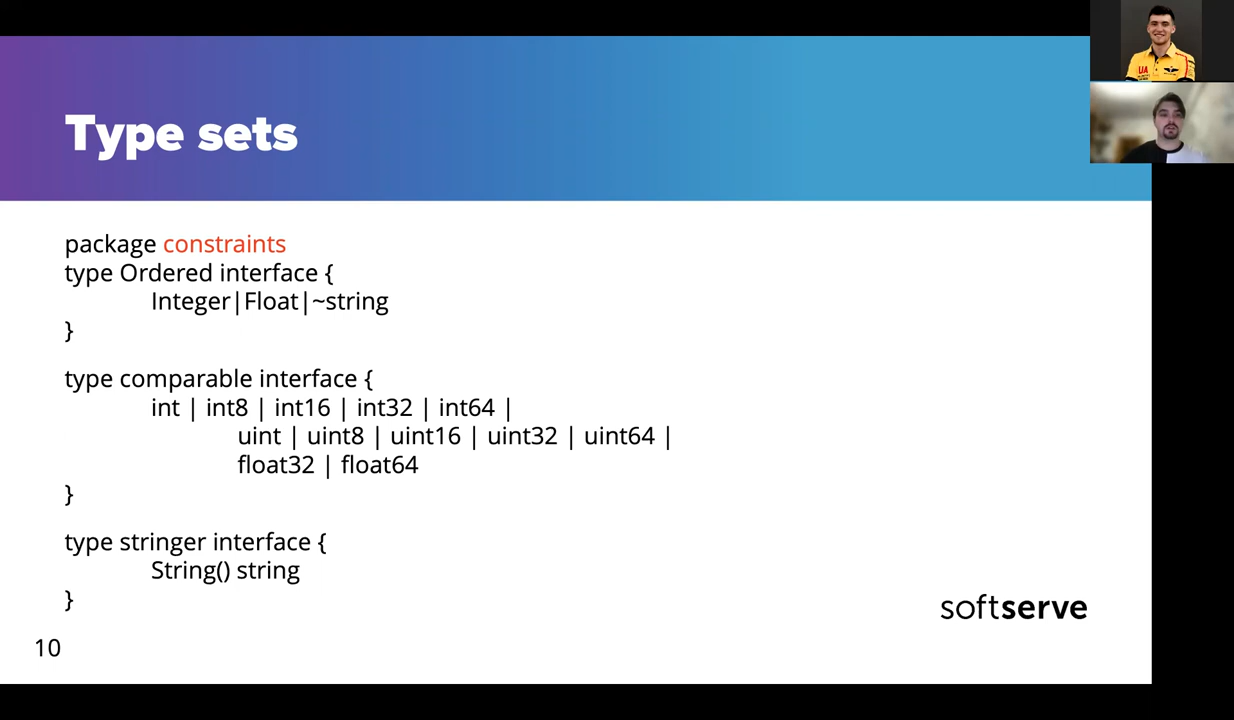 Type sets
package constraints
type Ordered interface {
Integer|Float|~string
}
type comparable interface {
int | int8 | int16 | int32 | int64 |
uint | uint8 | uint16 | uint32 | uint64 |
float32 | float64
}
type stringer interface {
String() string
}
softserve
10
UA